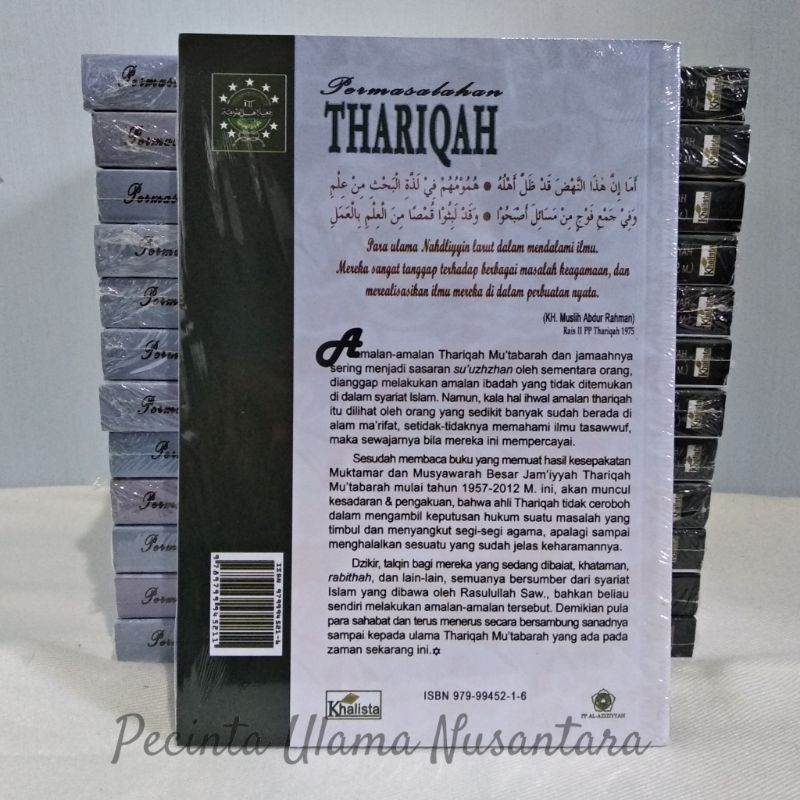 Permasalahan
THARIQAH
أَمَا إِنَّ هٰذَا النَّهْضَ قَدْ ظَلَّ أَهْلُهُ ● هُمُوْمُهُمْ فِيْ لَذَّةِ الْبَحْثِ مِنْ عِلْمِ
وَفِيْ جَمْعِ فَوْجٍ مِنْ مَسَائِلَ أَصْبَحُوْا ● وَقَدْ لَبِثُوْا قُمْصًا مِنَ الْعِلْمِ بِالْعَمَلِ
Para ulama Nahdliyyin larut dalam mendalami ilmu.
Mereka sangat tanggap terhadap berbagai masalah keagamaan, dan
merealisasikan ilmu mereka di dalam perbuatan nyata.
(KH. Muslih Abdur Rahman)
Rais II PP Thariqah 1975
Amalan-amalan Thariqah Mu'tabarah dan jamaahnya
sering menjadi sasaran su'uzhzhan oleh sementara orang,
dianggap melakukan amalan ibadah yang tidak ditemukan
di dalam syariat Islam. Namun, kala hal ihwal amalan thariqah
itu dilihat oleh orang yang sedikit banyak sudah berada di
alam ma'rifat, setidak-tidaknya memahami ilmu tasawwuf,
maka sewajarnya bila mereka ini mempercayai.
Sesudah membaca buku yang memuat hasil kesepakatan
Muktamar dan Musyawarah Besar Jam'iyyah Thariqah
Mu'tabarah mulai tahun 1957-2012 M. ini, akan muncul
kesadaran & pengakuan, bahwa ahli Thariqah tidak ceroboh
dalam mengambil keputusan hukum suatu masalah yang
timbul dan menyangkut segi-segi agama, apalagi sampai
menghalalkan sesuatu yang sudah jelas keharamannya.
Dzikir, talqin bagi mereka yang sedang dibaiat, khataman,
rabithah, dan lain-lain, semuanya bersumber dari syariat
Islam yang dibawa oleh Rasulullah Saw., bahkan beliau
sendiri melakukan amalan-amalan tersebut. Demikian pula
para sahabat dan terus menerus secara bersambung sanadnya
sampai kepada ulama Thariqah Mu'tabarah yang ada pada
zaman sekarang ini.
Khalista
ISBN 979-99452-1-6
PP AL-AZIZIYYAH
Pecinta Ulama Nusantara